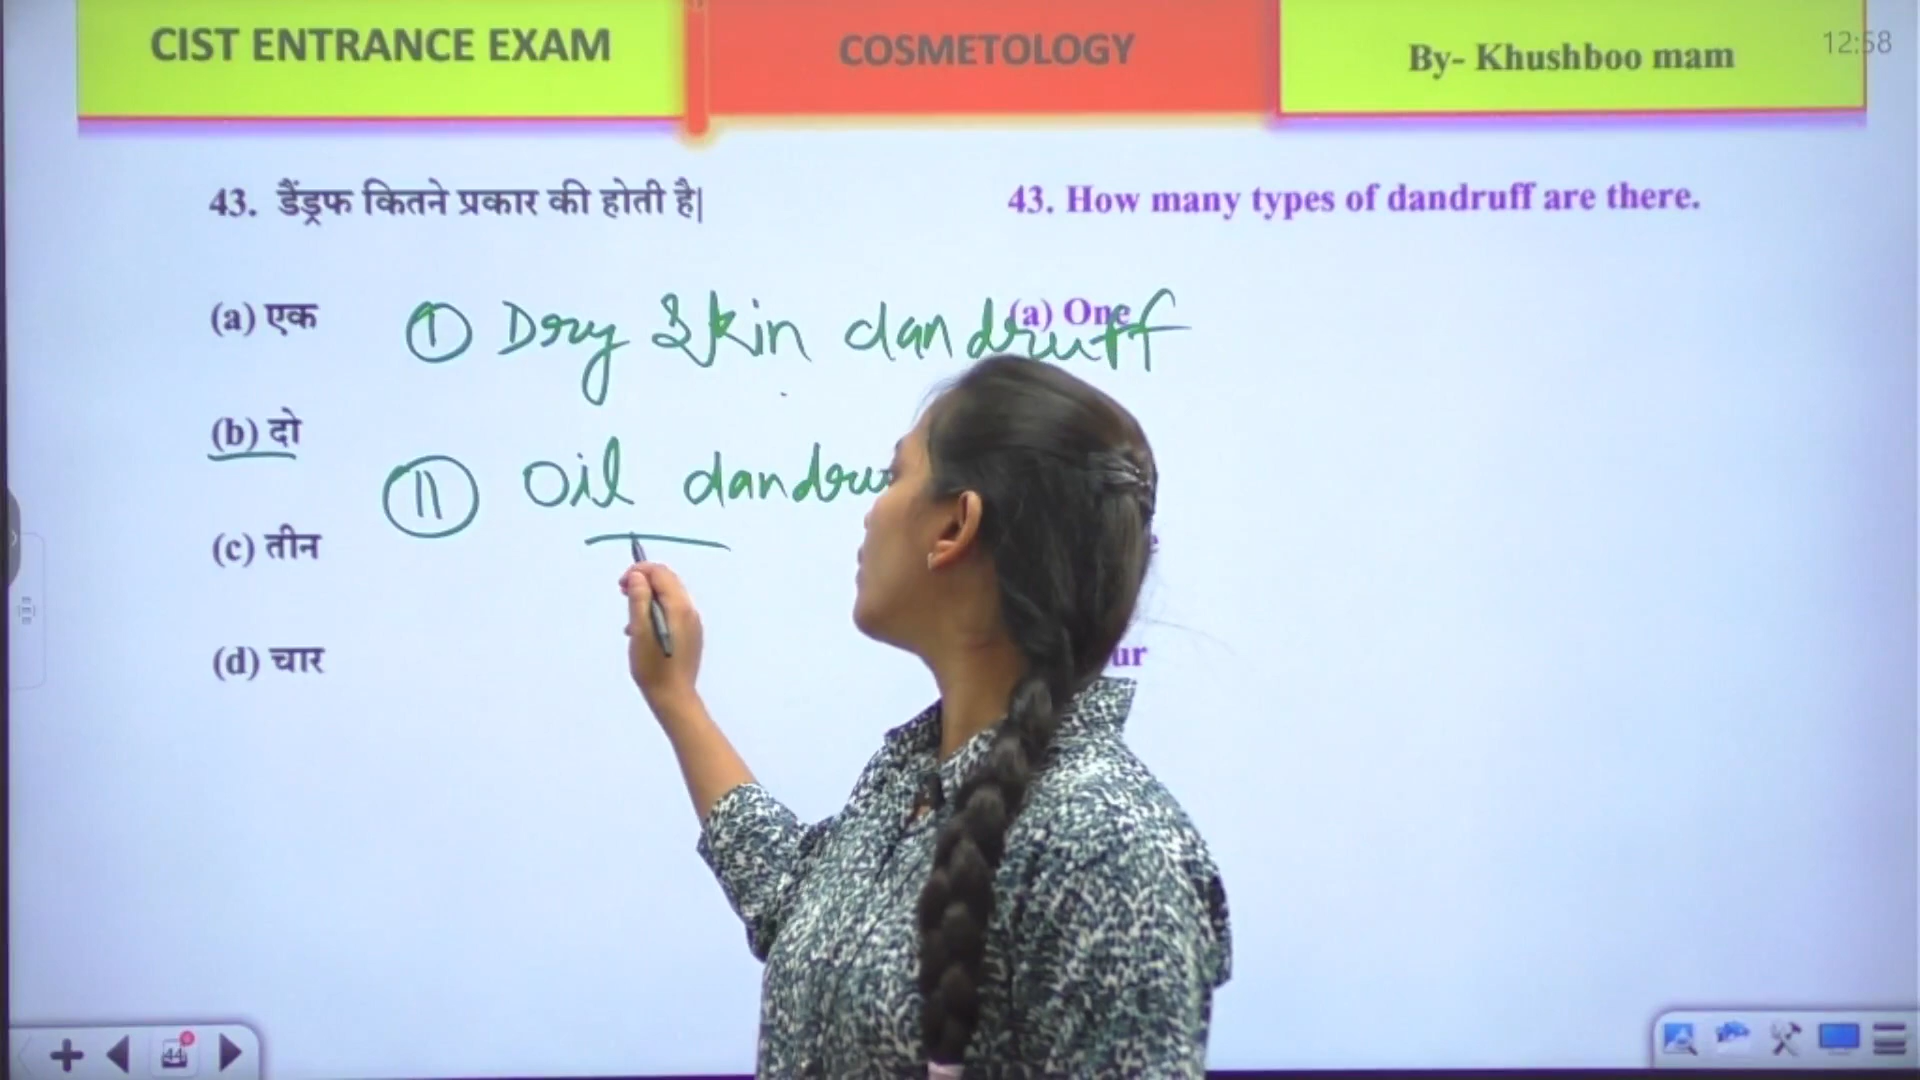 CIST ENTRANCE EXAM
COSMETOLOGY
By- Khushboo mam
12:58
43. डैंड्रफ कितने प्रकार की होती है|
43. How many types of dandruff are there.
(a) एक
(a) One
I Dry Skin dandruff
(b) दो
II Oil
(c) तीन
(d) चार
44